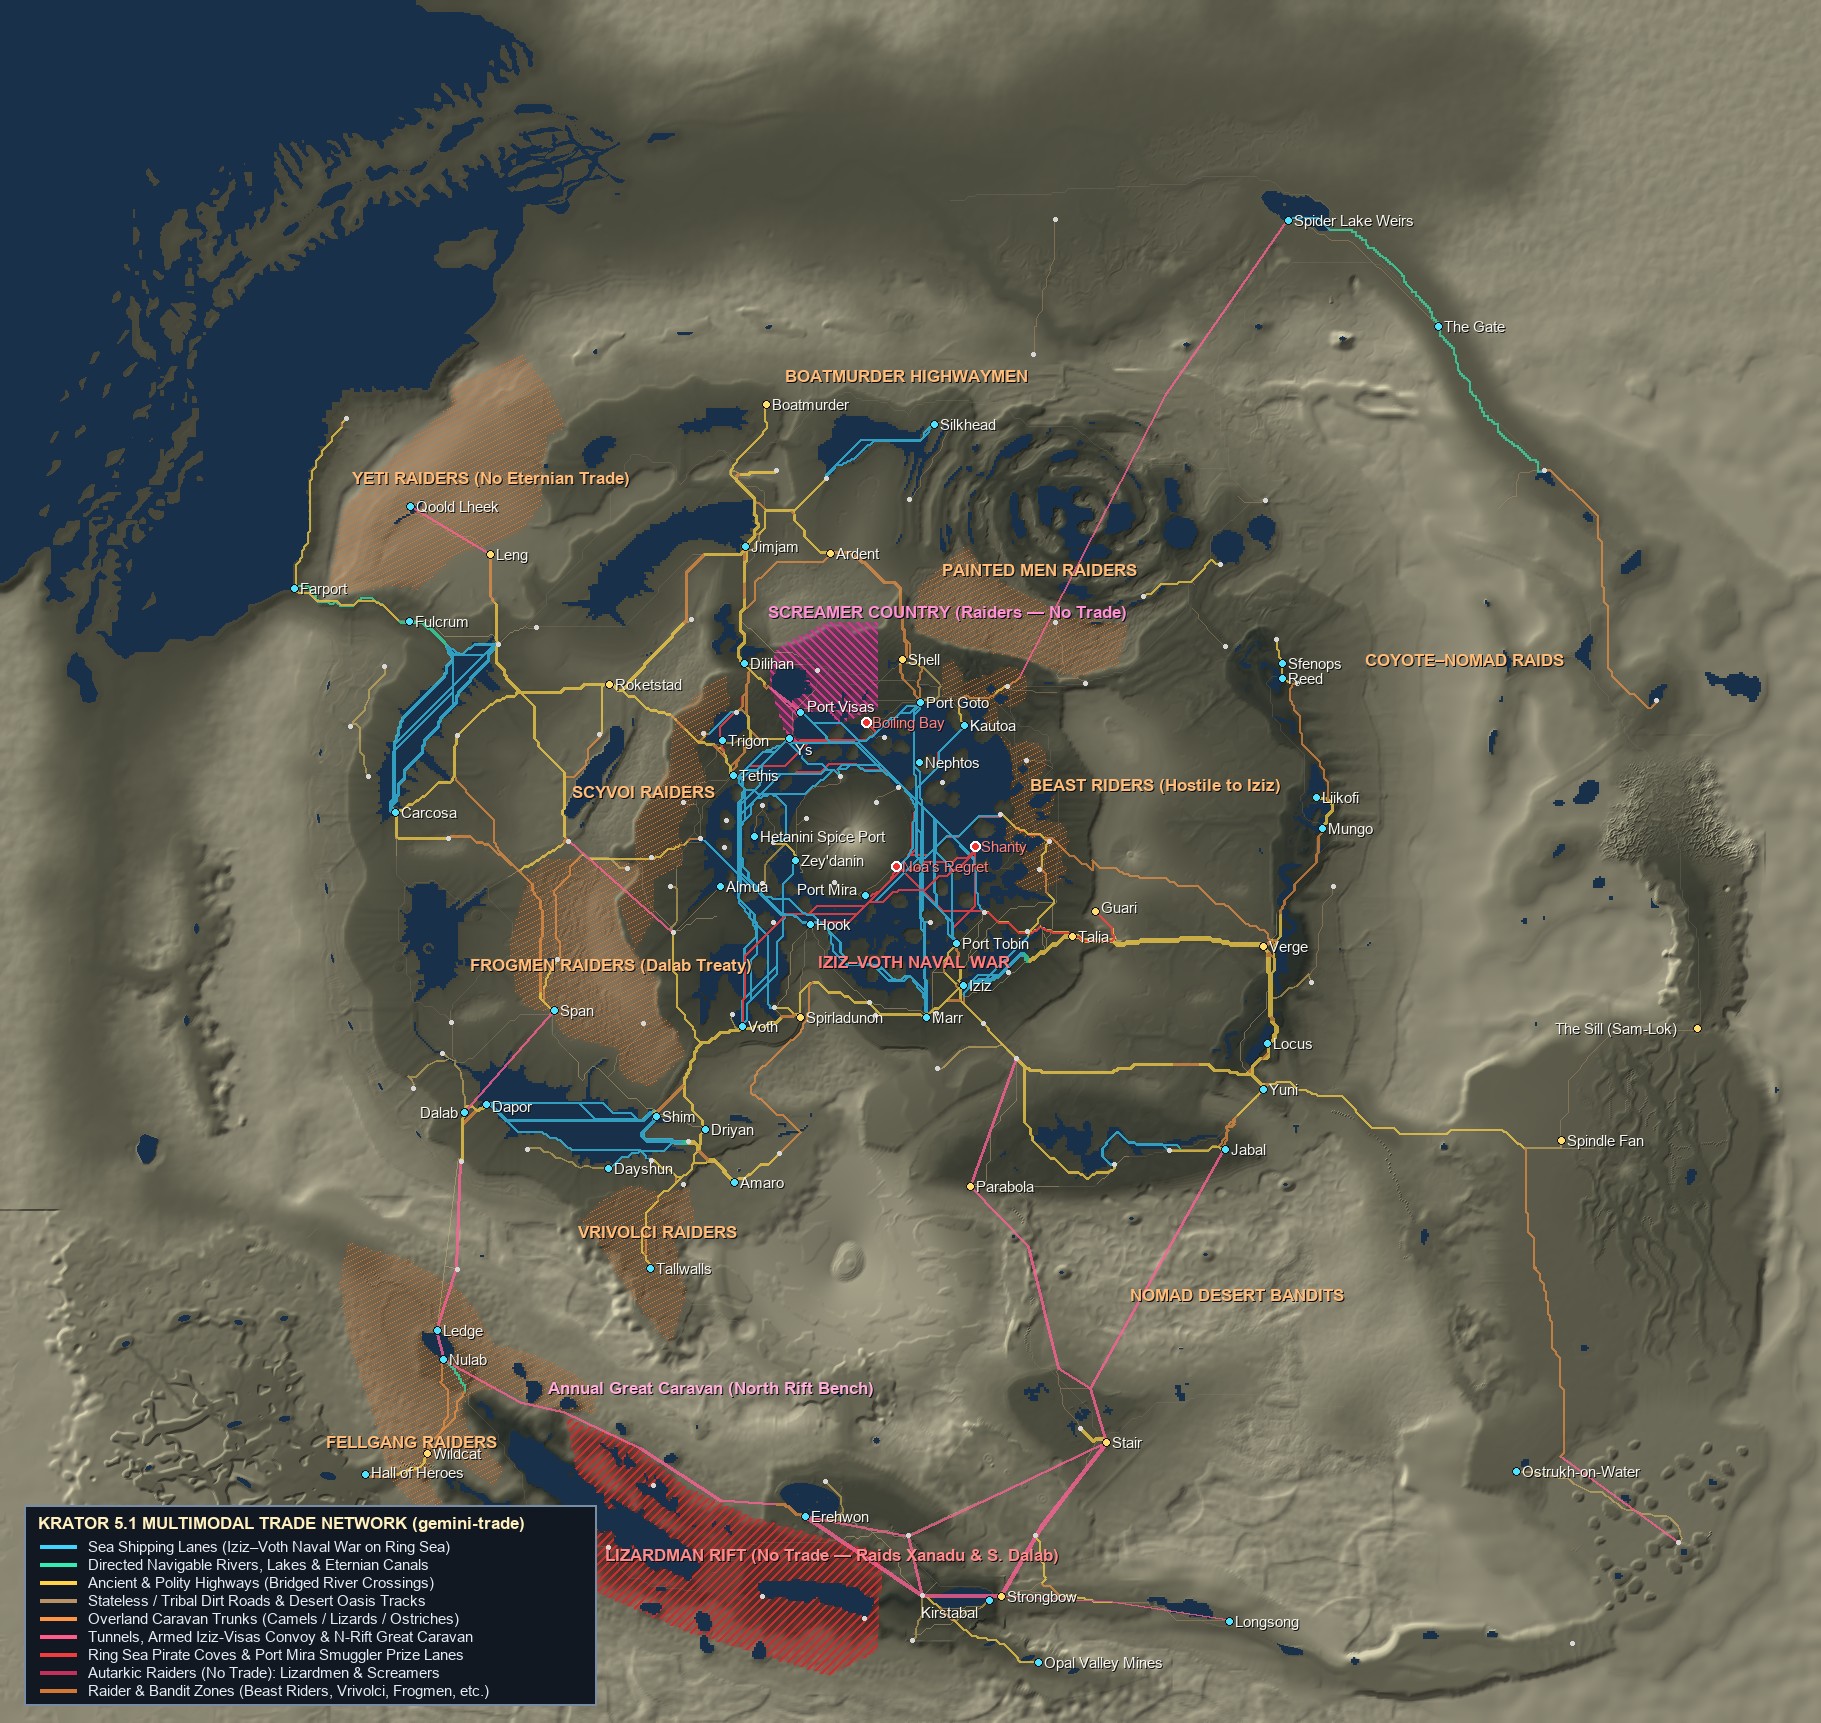 Spider Lake Weirs
The Gate
BOATMURDER HIGHWAYMEN
Boatmurder
Silkhead
YETI RAIDERS (No Eternian Trade)
Qoold Lheek
Leng
Jimjam
Ardent
PAINTED MEN RAIDERS
Farport
Fulcrum
SCREAMER COUNTRY (Raiders — No Trade)
Dilihan
Shell
Sfenops
Reed
COYOTE–NOMAD RAIDS
Roketstad
Port Visas
Port Goto
Boiling Bay
Kautoa
Trigon
Ys
Nephtos
Tethis
SCYVOI RAIDERS
BEAST RIDERS (Hostile to Iziz)
Liikofi
Carcosa
Mungo
Hetanini Spice Port
Shanty
Zey'danin
Noa's Regret
Almua
Port Mira
Guari
Hook
Talia
Port Tobin
Verge
FROGMEN RAIDERS (Dalab Treaty)
IZIZ–VOTH NAVAL WAR
Iziz
Span
Voth
Spirladunon
Marr
The Sill (Sam-Lok)
Locus
Yuni
Dalab
Dapor
Shim
Driyan
Spindle Fan
Jabal
Dayshun
Amaro
Parabola
VRIVOLCI RAIDERS
Tallwalls
NOMAD DESERT BANDITS
Ledge
Nulab
Annual Great Caravan (North Rift Bench)
FELLGANG RAIDERS
Wildcat
Hall of Heroes
Stair
Ostrukh-on-Water
Erehwon
LIZARDMAN RIFT (No Trade — Raids Xanadu & S. Dalab)
Strongbow
Kirstabal
Longsong
Opal Valley Mines
KRATOR 5.1 MULTIMODAL TRADE NETWORK (gemini-trade)
Sea Shipping Lanes (Iziz–Voth Naval War on Ring Sea)
Directed Navigable Rivers, Lakes & Eternian Canals
Ancient & Polity Highways (Bridged River Crossings)
Stateless / Tribal Dirt Roads & Desert Oasis Tracks
Overland Caravan Trunks (Camels / Lizards / Ostriches)
Tunnels, Armed Iziz-Visas Convoy & N-Rift Great Caravan
Ring Sea Pirate Coves & Port Mira Smuggler Prize Lanes
Autarkic Raiders (No Trade): Lizardmen & Screamers
Raider & Bandit Zones (Beast Riders, Vrivolci, Frogmen, etc.)